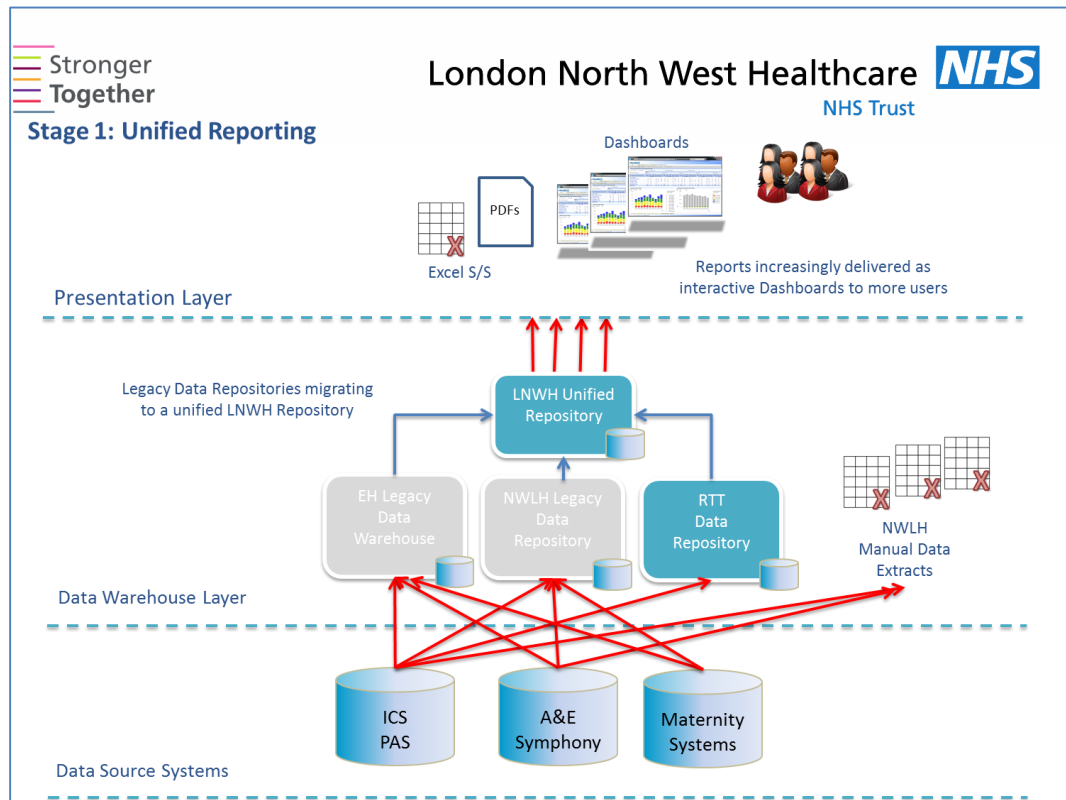 Stronger
Together
London North West Healthcare NHS
NHS Trust
Stage 1: Unified Reporting
Dashboards
PDFs
Excel S/S
Reports increasingly delivered as
interactive Dashboards to more users
Presentation Layer
Legacy Data Repositories migrating
to a unified LNWH Repository
LNWH Unified
Repository
EH Legacy
Data
Warehouse
NWLH Legacy
Data
Repository
RTT
Data
Repository
NWLH
Manual Data
Extracts
Data Warehouse Layer
ICS
PAS
A&E
Symphony
Maternity
Systems
Data Source Systems